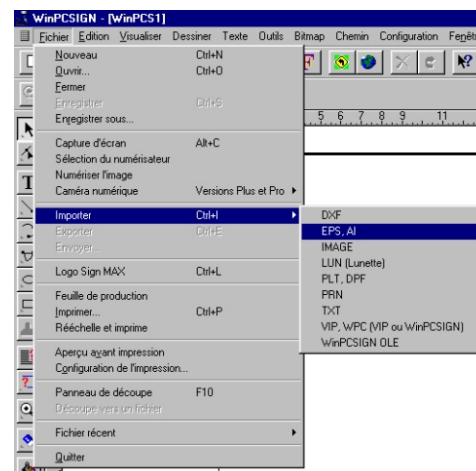 WinPCSIGN - [WinPCS1]
Fichier Edition Visualiser Dessiner Texte Outils Bitmap Chemin Configuration Fenêt
Nouveau Ctrl+N
Ouvrir... Ctrl+O
Fermer
Enregistrer Ctrl+S
Enregistrer sous...
5 6 7 8 9 11
Capture d'écran Alt+C
Sélection du numérisateur
Numériser l'image
Caméra numérique Versions Plus et Pro
Importer Ctrl+I
DXF
Exporter Ctrl+E
EPS, AI
Envoyer...
IMAGE
LUN (Lunette)
Logo Sign MAX Ctrl+L
PLT, DPF
Feuille de production
PRN
Imprimer... Ctrl+P
TXT
Rééchelle et imprime
VIP, WPC (VIP ou WinPCSIGN)
WinPCSIGN OLE
Aperçu avant impression
Configuration de l'impression...
Panneau de découpe F10
Découpe vers un fichier
Fichier récent
Quitter